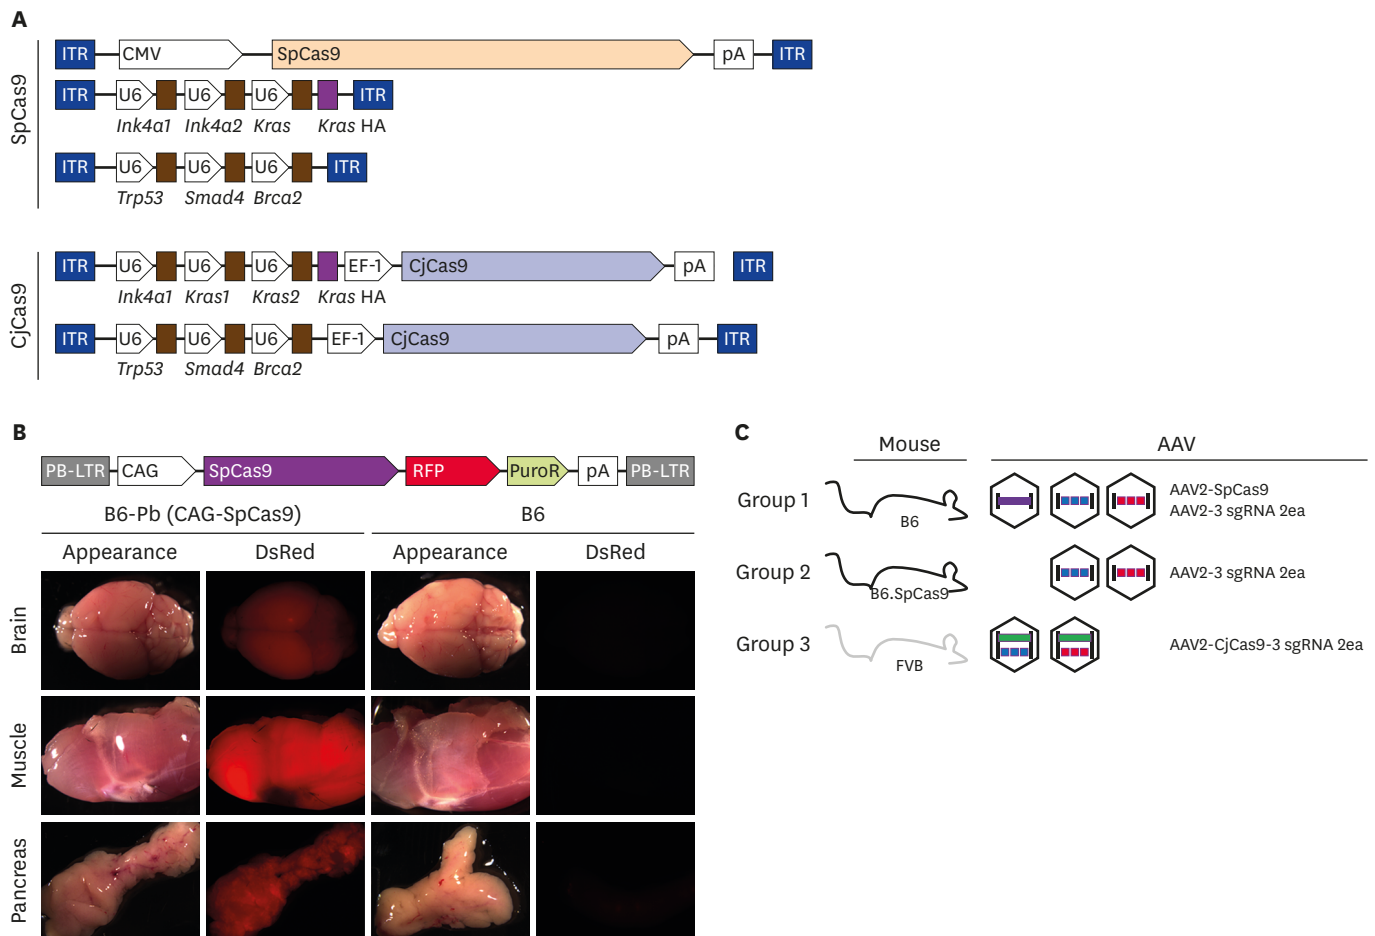 A
SpCas9
ITR CMV SpCas9 pA ITR
ITR U6 U6 U6 ITR
Ink4a1 Ink4a2 Kras Kras HA
ITR U6 U6 U6 ITR
Trp53 Smad4 Brca2
CjCas9
ITR U6 U6 U6 EF-1 CjCas9 pA ITR
Ink4a1 Kras1 Kras2 Kras HA
ITR U6 U6 U6 EF-1 CjCas9 pA ITR
Trp53 Smad4 Brca2
B
PB-LTR CAG SpCas9 RFP PuroR pA PB-LTR
B6-Pb (CAG-SpCas9) B6
Appearance DsRed Appearance DsRed
Brain
Muscle
Pancreas
C
Mouse AAV
Group 1 B6 AAV2-SpCas9
AAV2-3 sgRNA 2ea
Group 2 B6.SpCas9 AAV2-3 sgRNA 2ea
Group 3 FVB AAV2-CjCas9-3 sgRNA 2ea